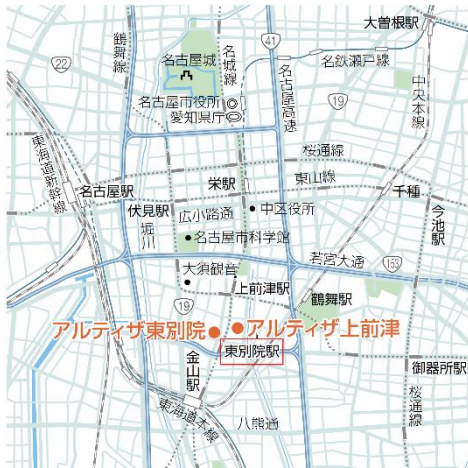 大曽根駅
鶴舞線
41
名鉄瀬戸線
22
名古屋城
名城線
名古屋高速
中央本線
19
名古屋市役所
愛知県庁
東海道新幹線
桜通線
栄駅
東山線
名古屋駅
千種
伏見駅
広小路通
中区役所
今池駅
堀川
名古屋市科学館
若宮大通
153
大須観音
上前津駅
鶴舞駅
19
アルティザ東別院
アルティザ上前津
東別院駅
金山駅
御器所駅
東海道本線
八熊通
桜通線